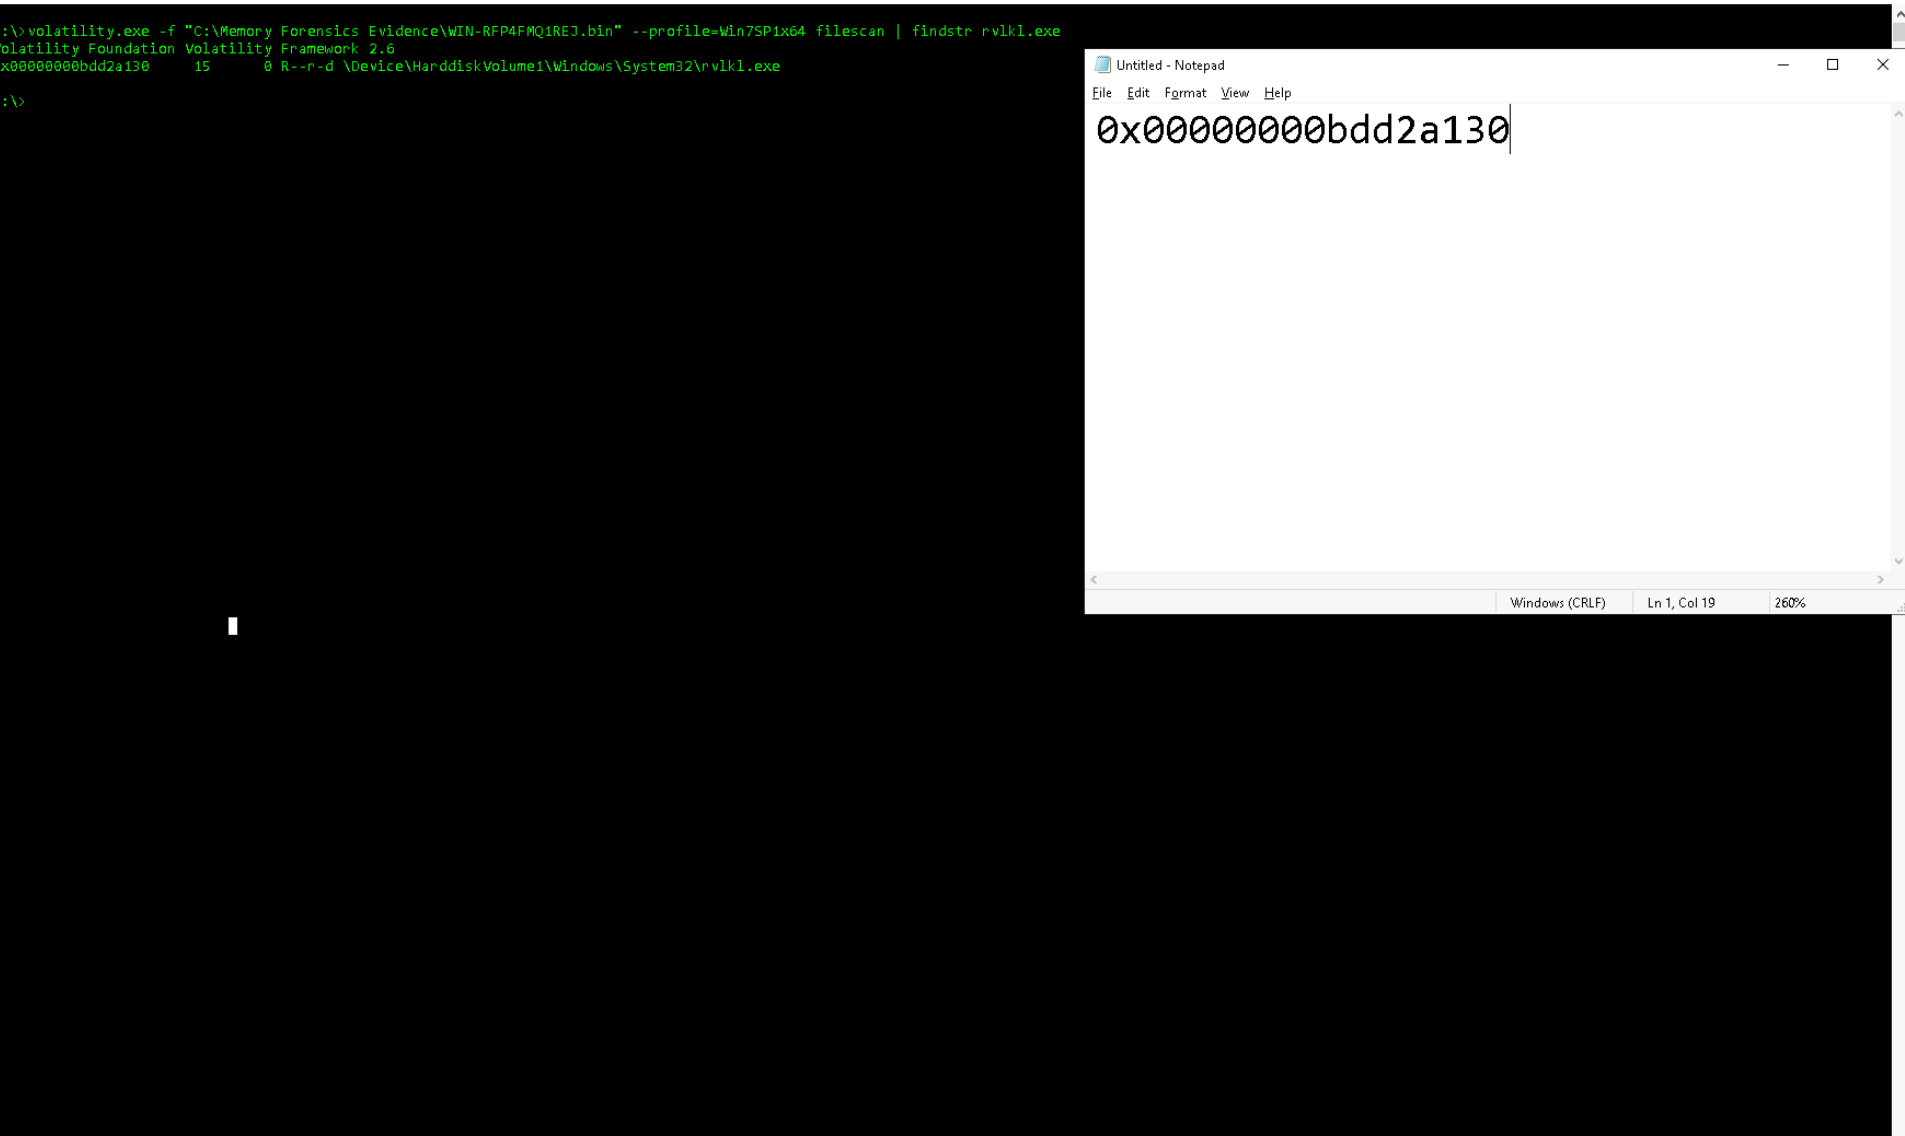 :\>volatility.exe -f "C:\Memory Forensics Evidence\WIN-RFP4FMQ1REJ.bin" --profile=Win7SP1x64 filescan | findstr rvlkl.exe
olatility Foundation Volatility Framework 2.6
x00000000bdd2a130 15 0 R--r-d \Device\HarddiskVolume1\Windows\System32\rvlkl.exe
:\>
Untitled - Notepad
File Edit Format View Help
0x00000000bdd2a130
Windows (CRLF) Ln 1, Col 19 260%